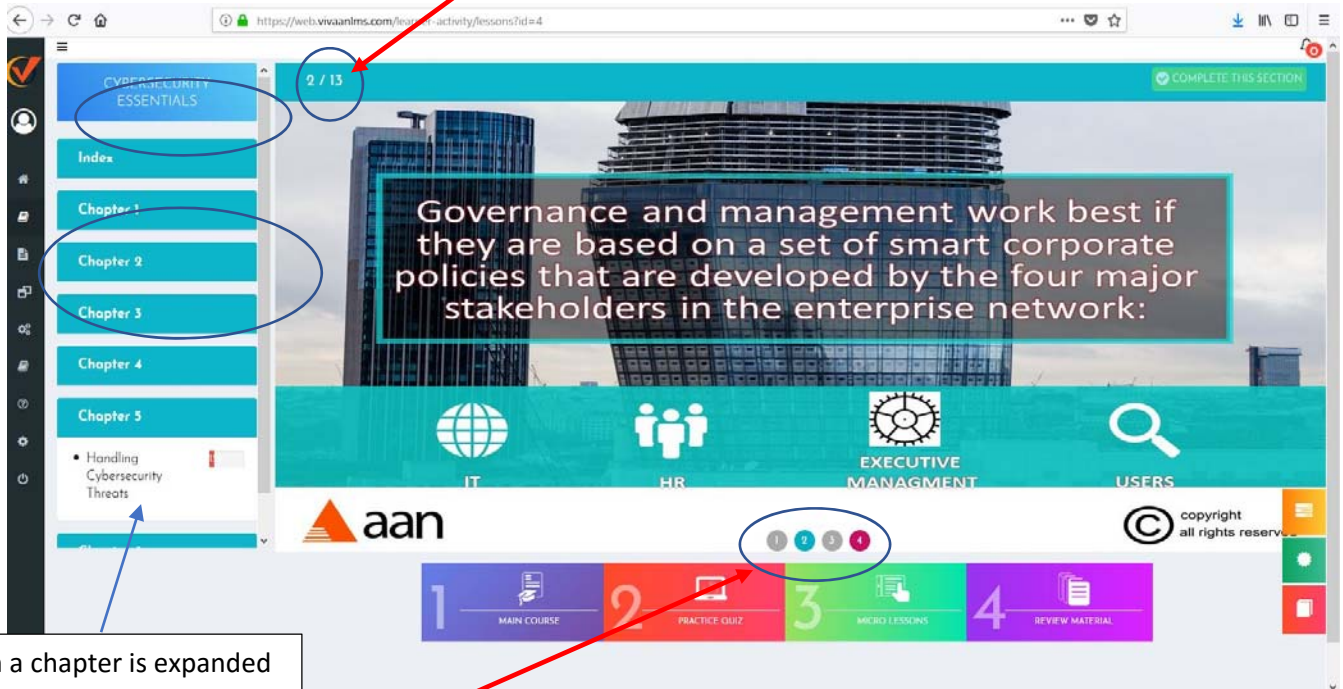 https://web.vivaanlms.com/learner-activity/lessons?id=4
CYBERSECURITY
ESSENTIALS
2 / 13
COMPLETE THIS SECTION
0
Index
Chapter 1
Chapter 2
Chapter 3
Chapter 4
Chapter 5
• Handling
Cybersecurity
Threats
Governance and management work best if
they are based on a set of smart corporate
policies that are developed by the four major
stakeholders in the enterprise network:
IT
HR
EXECUTIVE
MANAGMENT
USERS
aan
1 2 3 4
© copyright
all rights reserv
1 MAIN COURSE
2 PRACTICE QUIZ
3 MICRO LESSONS
4 REVIEW MATERIAL
a chapter is expanded